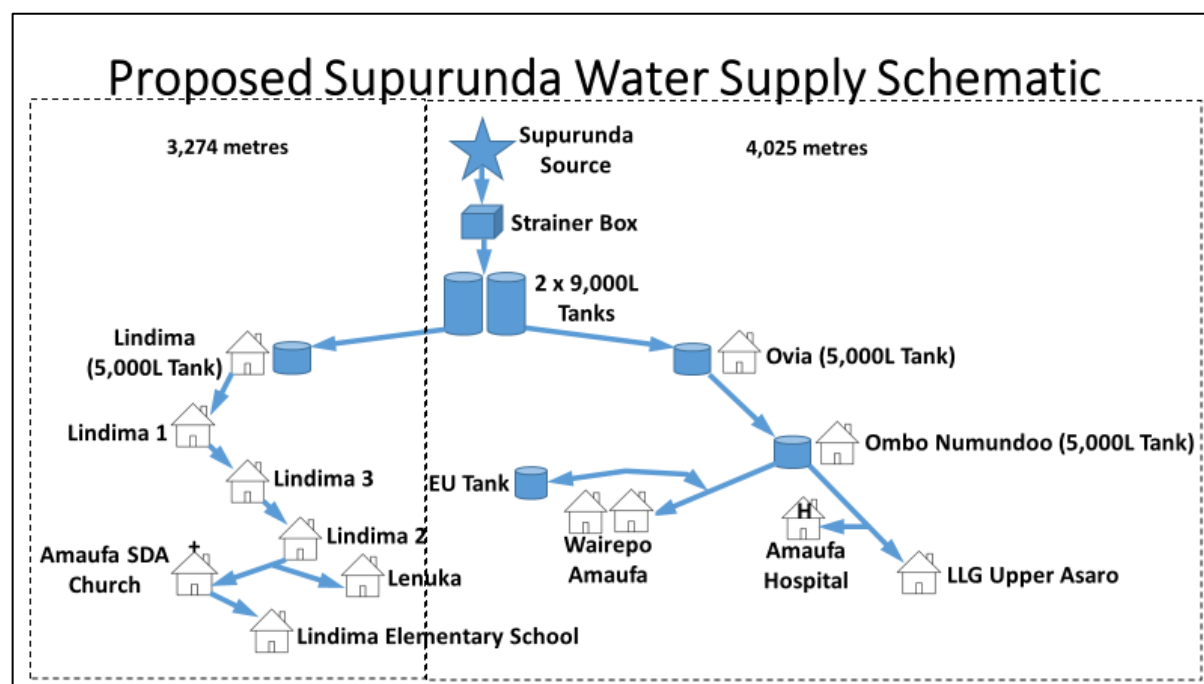 Proposed Supurunda Water Supply Schematic
3,274 metres
4,025 metres
Supurunda
Source
Strainer Box
2 x 9,000L
Tanks
Lindima
(5,000L Tank)
Ovia (5,000L Tank)
Lindima 1
Ombo Numundoo (5,000L Tank)
Lindima 3
EU Tank
H
Wairepo
Amaufa
Amaufa
Hospital
Lindima 2
Amaufa SDA
Church
Lenuka
LLG Upper Asaro
Lindima Elementary School